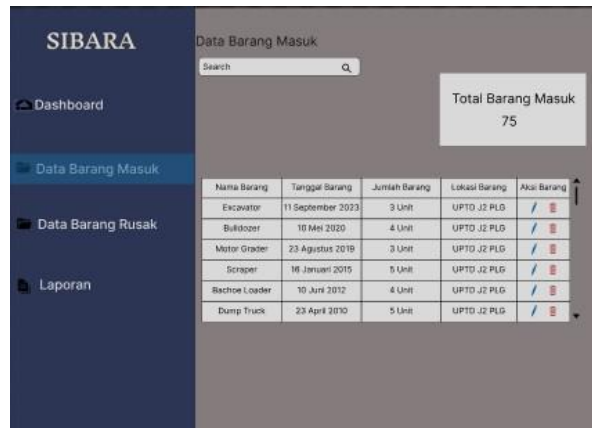 SIBARA
Dashboard
Data Barang Masuk
Data Barang Rusak
Laporan
Data Barang Masuk
Search
Total Barang Masuk
75
Nama Barang Tanggal Barang Jumlah Barang Lokasi Barang Aksi Barang
Excavator 11 September 2023 3 Unit UPTD J2 PLG
Bulldozer 10 Mei 2020 4 Unit UPTD J2 PLG
Motor Grader 23 Agustus 2019 3 Unit UPTD J2 PLG
Scraper 16 Januari 2015 5 Unit UPTD J2 PLG
Bachoe Loader 10 Juni 2012 4 Unit UPTD J2 PLG
Dump Truck 23 April 2010 5 Unit UPTD J2 PLG